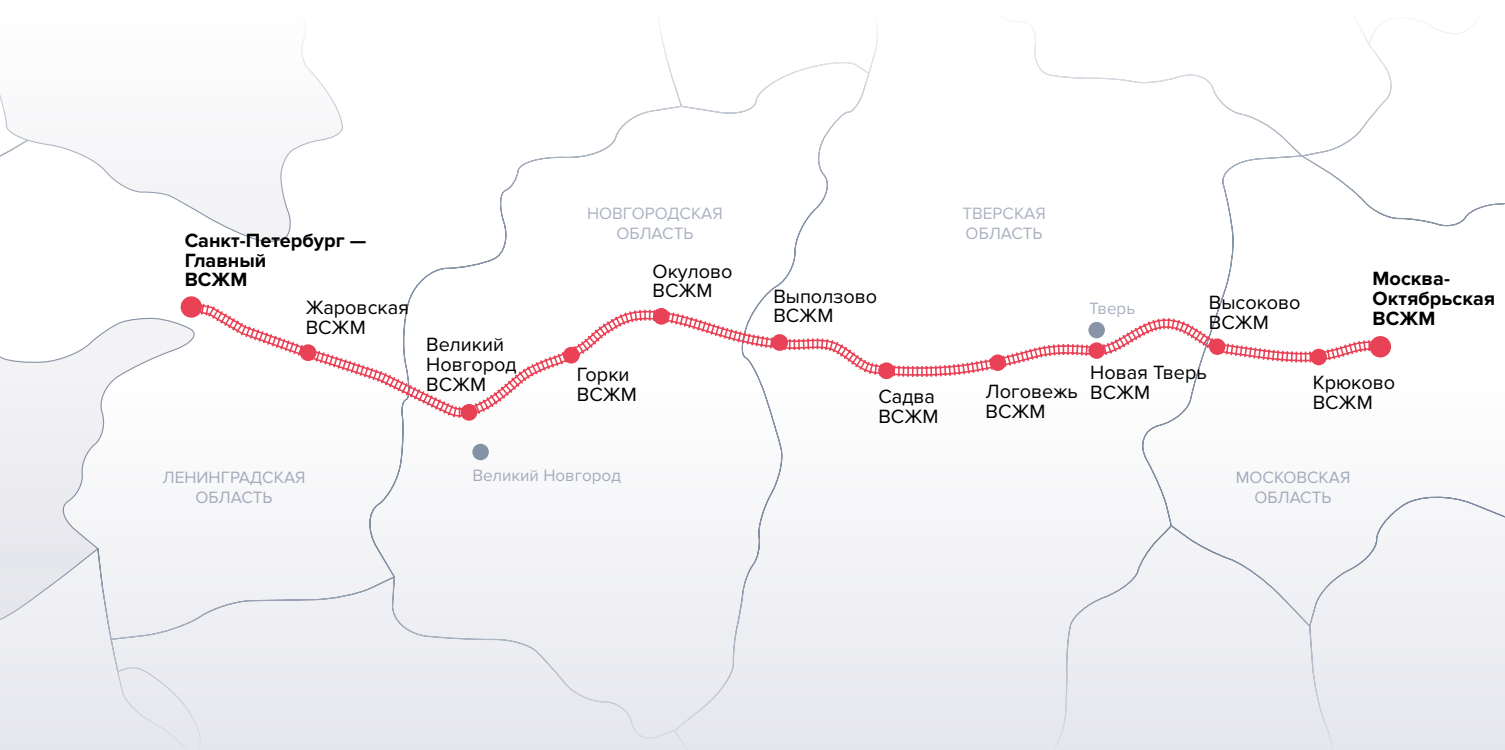 НОВГОРОДСКАЯ
ОБЛАСТЬ
ТВЕРСКАЯ
ОБЛАСТЬ
Санкт-Петербург —
Главный
ВСЖМ
Жаровская
ВСЖМ
Великий
Новгород
ВСЖМ
Горки
ВСЖМ
Окулово
ВСЖМ
Выползово
ВСЖМ
Садва
ВСЖМ
Логовежь
ВСЖМ
Тверь
Новая Тверь
ВСЖМ
Высоково
ВСЖМ
Крюково
ВСЖМ
Москва-
Октябрьская
ВСЖМ
Великий Новгород
ЛЕНИНГРАДСКАЯ
ОБЛАСТЬ
МОСКОВСКАЯ
ОБЛАСТЬ